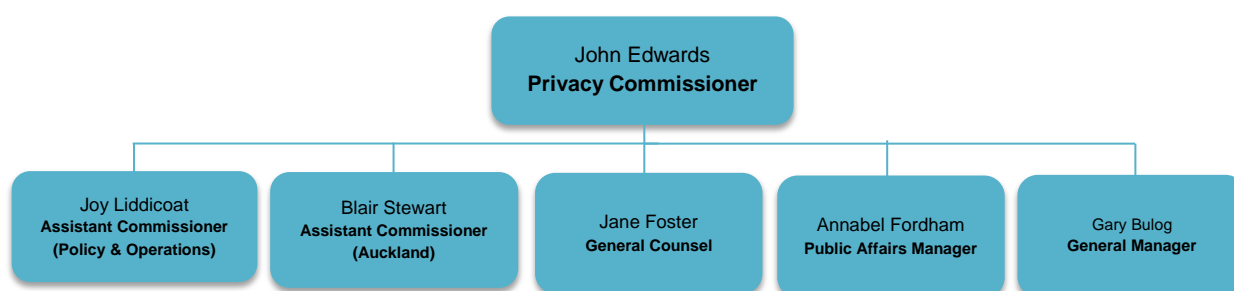 John Edwards
Privacy Commissioner
Joy Liddicoat
Assistant Commissioner
(Policy & Operations)
Blair Stewart
Assistant Commissioner
(Auckland)
Jane Foster
General Counsel
Annabel Fordham
Public Affairs Manager
Gary Bulog
General Manager